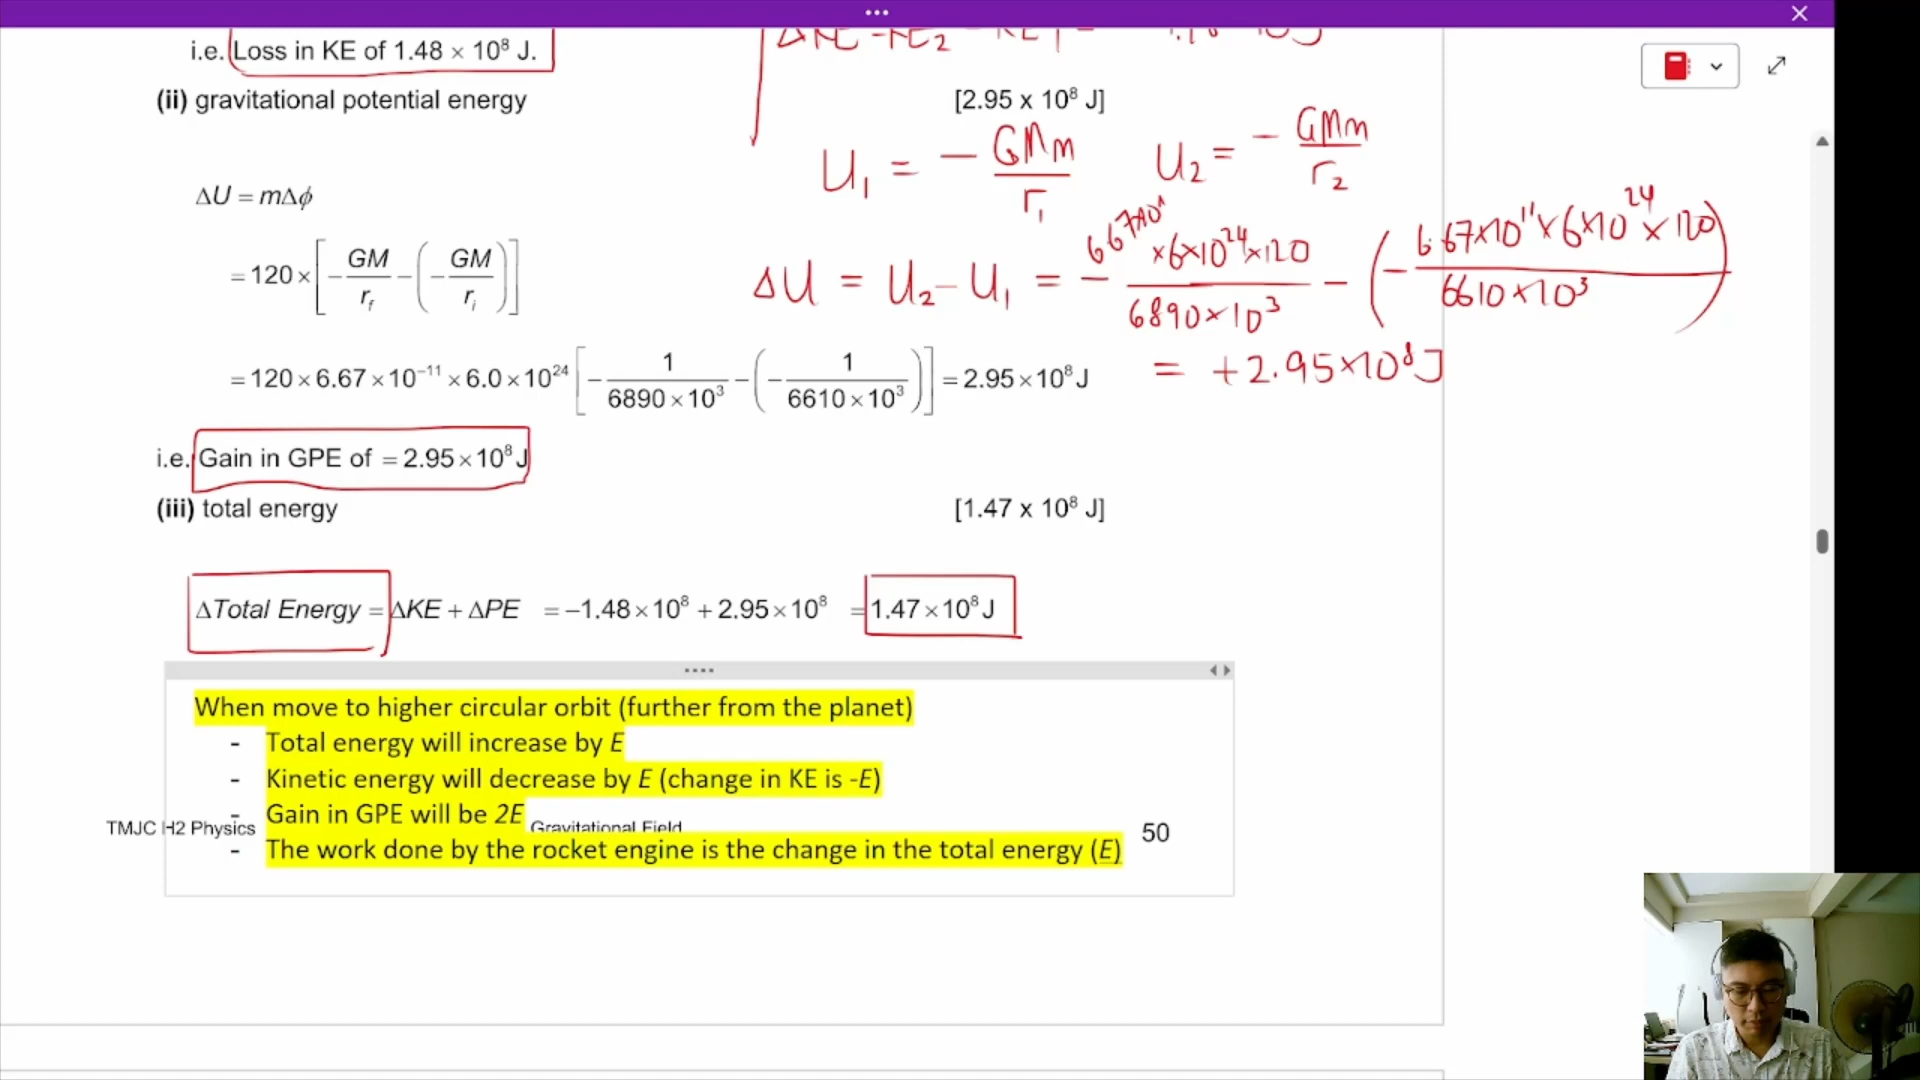 i.e. Loss in KE of 1.48 × 10⁸ J.
(ii) gravitational potential energy [2.95 x 10⁸ J]
U₁ = − GMm / r₁ U₂ = − GMm / r₂
ΔU = mΔϕ
= 120 × [ − GM / r_f − ( − GM / r_i ) ]
ΔU = U₂ − U₁ = − 6.67×10¹¹ ×6×10²⁴×120 / 6890×10³ − ( − 6.67×10¹¹×6×10²⁴×120 / 6610×10³ )
= 120 × 6.67 × 10⁻¹¹ × 6.0 × 10²⁴ [ − 1 / 6890 × 10³ − ( − 1 / 6610 × 10³ ) ] = 2.95 × 10⁸ J
= +2.95×10⁸J
i.e. Gain in GPE of = 2.95 × 10⁸ J
(iii) total energy [1.47 x 10⁸ J]
ΔTotal Energy = ΔKE + ΔPE = −1.48 × 10⁸ + 2.95 × 10⁸ = 1.47 × 10⁸ J
When move to higher circular orbit (further from the planet)
- Total energy will increase by E
- Kinetic energy will decrease by E (change in KE is -E)
- Gain in GPE will be 2E
TMJC H2 Physics Gravitational Field 50
- The work done by the rocket engine is the change in the total energy (E)